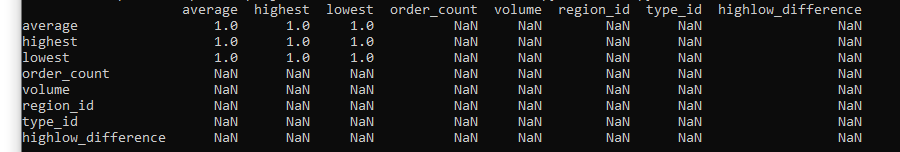 average highest lowest order_count volume region_id type_id highlow_difference
average 1.0 1.0 1.0 NaN NaN NaN NaN NaN
highest 1.0 1.0 1.0 NaN NaN NaN NaN NaN
lowest 1.0 1.0 1.0 NaN NaN NaN NaN NaN
order_count NaN NaN NaN NaN NaN NaN NaN NaN
volume NaN NaN NaN NaN NaN NaN NaN NaN
region_id NaN NaN NaN NaN NaN NaN NaN NaN
type_id NaN NaN NaN NaN NaN NaN NaN NaN
highlow_difference NaN NaN NaN NaN NaN NaN NaN NaN